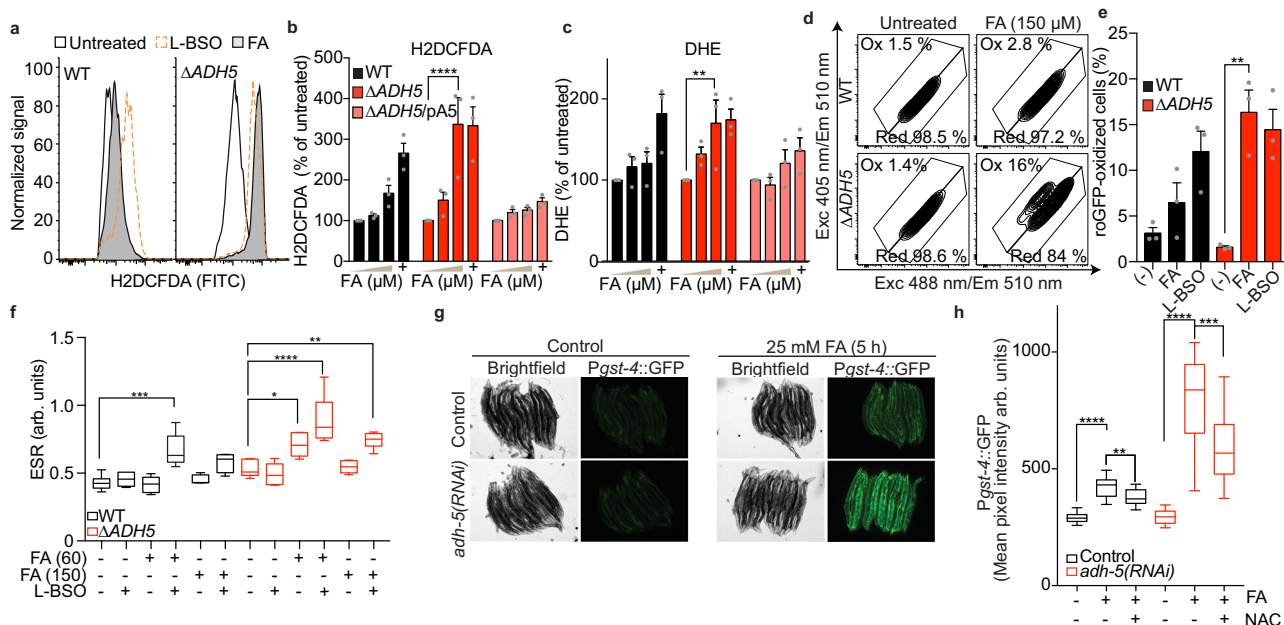 a
Untreated L-BSO FA
WT
ΔADH5
100
80
60
40
20
0
Normalized signal
H2DCFDA (FITC)
b
H2DCFDA
WT
ΔADH5
ΔADH5/pA5
****
H2DCFDA (% of untreated)
500
400
300
200
100
+ + +
FA (µM) FA (µM) FA (µM)
c
DHE
**
DHE (% of untreated)
200
100
+ + +
FA (µM) FA (µM) FA (µM)
d
Untreated FA (150 µM)
WT
Ox 1.5 %
Red 98.5 %
Ox 2.8 %
Red 97.2 %
ΔADH5
Ox 1.4%
Red 98.6 %
Ox 16%
Red 84 %
Exc 405 nm/Em 510 nm
Exc 488 nm/Em 510 nm
e
WT
ΔADH5
**
roGFP-oxidized cells (%)
25
20
15
10
5
0
(-) FA L-BSO (-) FA L-BSO
f
ESR (arb. units)
1.5
1.0
0.5
0
***
*
****
**
WT
ΔADH5
FA (60) - - + + - - - - + + - -
FA (150) - - - - + + - - - - + +
L-BSO - + - + - + - + - + - +
g
Control 25 mM FA (5 h)
Brightfield Pgst-4::GFP Brightfield Pgst-4::GFP
Control
adh-5(RNAi)
h
Pgst-4::GFP
(Mean pixel intensity arb. units)
1000
500
0
****
**
****
***
Control
adh-5(RNAi)
- + + - + + FA
- - + - - + NAC